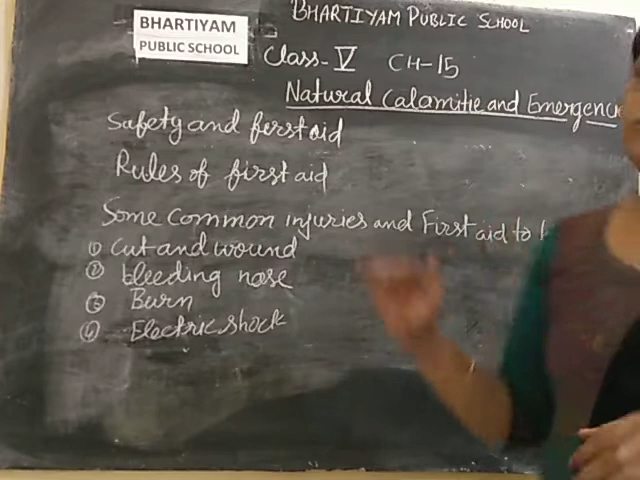 BHARTIYAM PUBLIC SCHOOL
BHARTIYAM
PUBLIC SCHOOL
Class-V CH-15
Natural Calamitie and Emergenc
Safety and ferst aid
Rules of first aid
Some common injuries and First aid to
① Cut and wound
② bleeding nose
③ Burn
④ Electric shock